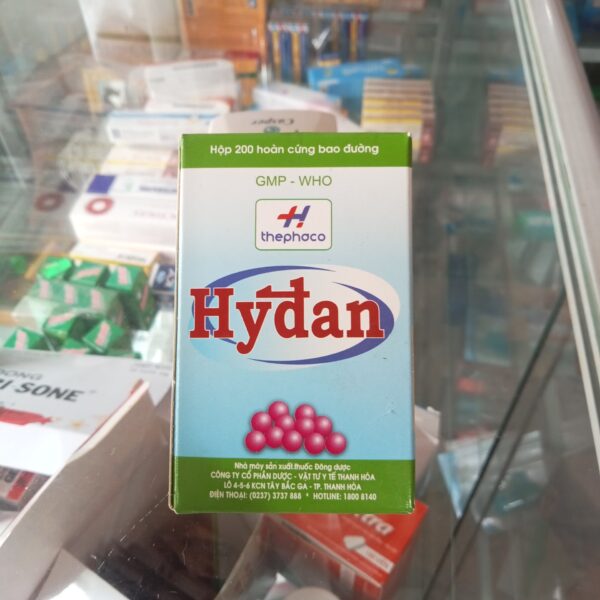 Casper
Hộp 200 hoàn cứng bao đường
GMP - WHO
thephaco
Hyđan
Nhà máy sản xuất thuốc Đông dược
CÔNG TY CỔ PHẦN DƯỢC - VẬT TƯ Y TẾ THANH HÓA
LÔ 4-5-6 KCN TÂY BẮC GA - TP. THANH HÓA
ĐIỆN THOẠI: (0237) 3737 868 * HOTLINE: 1800 8140
SONE